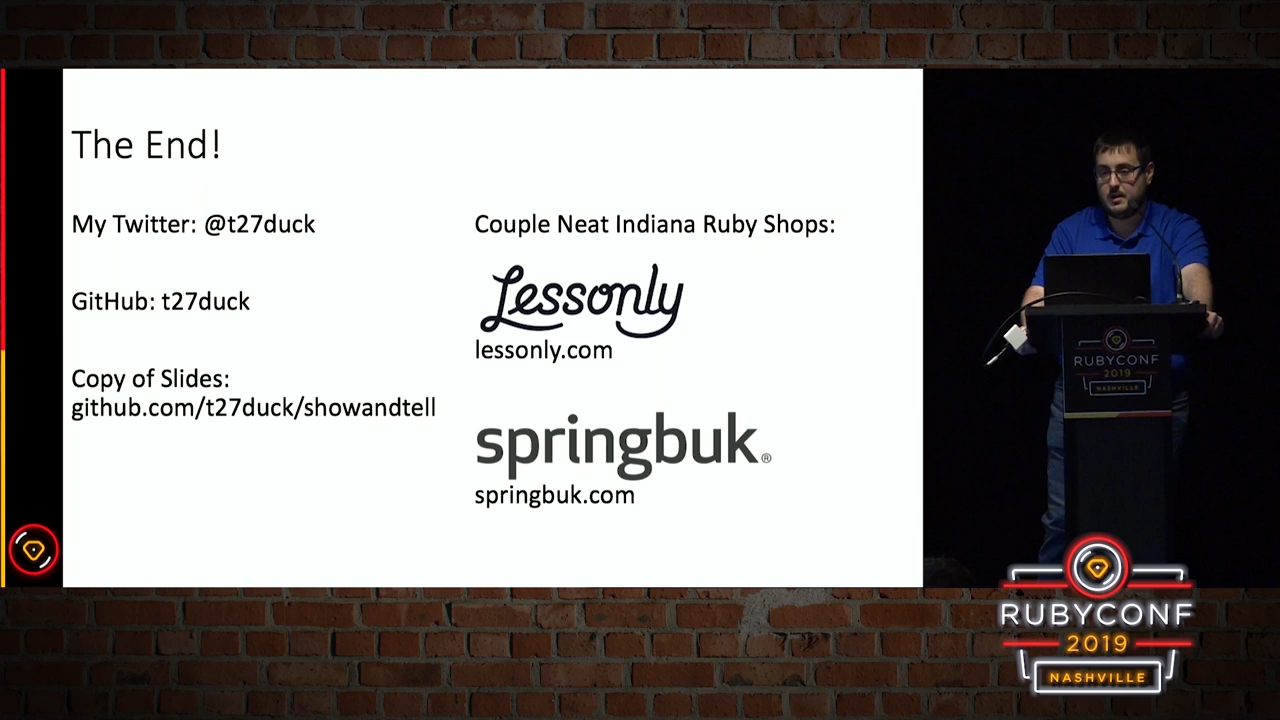 The End!
My Twitter: @t27duck
GitHub: t27duck
Copy of Slides:
github.com/t27duck/showandtell
Couple Neat Indiana Ruby Shops:
Lessonly
lessonly.com
springbuk®
springbuk.com
RUBYCONF
2019
NASHVILLE
RUBYCONF
2019
NASHVILLE